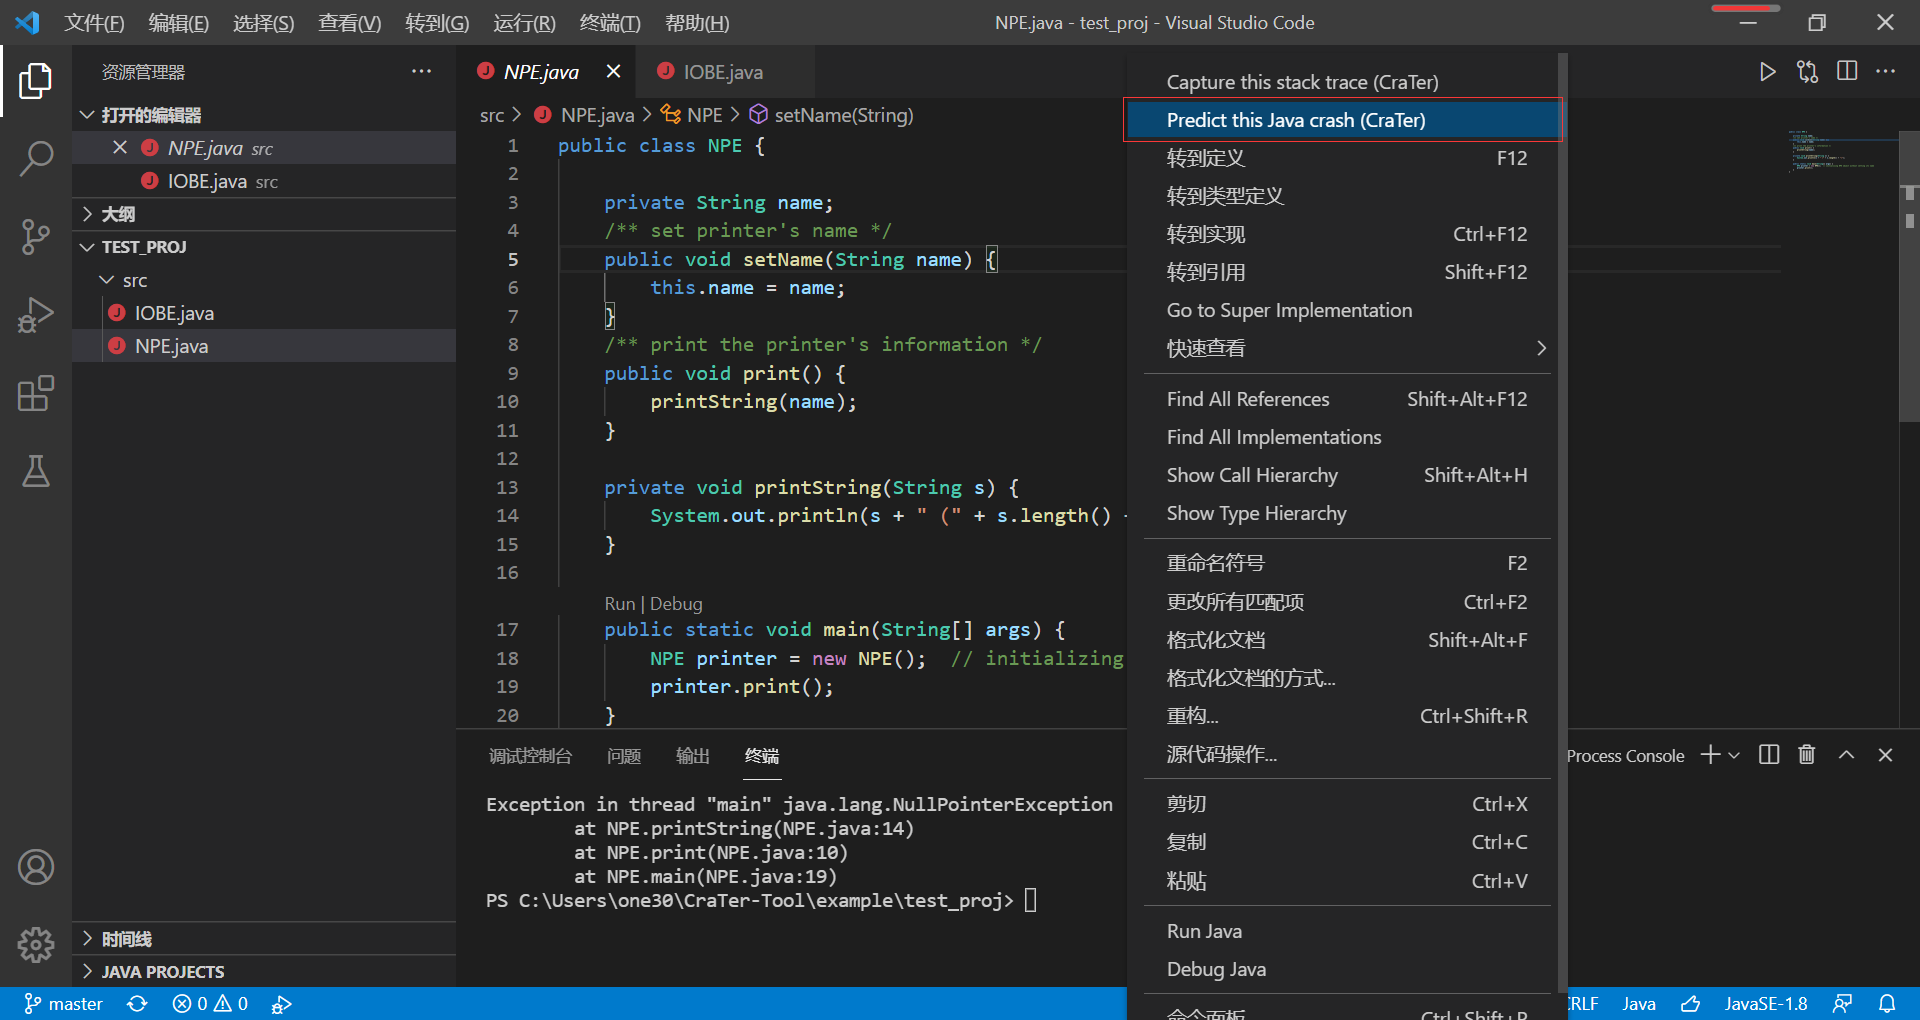 文件(F) 编辑(E) 选择(S) 查看(V) 转到(G) 运行(R) 终端(T) 帮助(H)
NPE.java - test_proj - Visual Studio Code
资源管理器
打开的编辑器
NPE.java src
IOBE.java src
大纲
TEST_PROJ
src
IOBE.java
NPE.java
时间线
JAVA PROJECTS
NPE.java
IOBE.java
src > NPE.java > NPE > setName(String)
1 public class NPE {
2
3 private String name;
4 /** set printer's name */
5 public void setName(String name) {
6 this.name = name;
7 }
8 /** print the printer's information */
9 public void print() {
10 printString(name);
11 }
12
13 private void printString(String s) {
14 System.out.println(s + " (" + s.length()
15 }
16
Run | Debug
17 public static void main(String[] args) {
18 NPE printer = new NPE();  // initializing
19 printer.print();
20 }
调试控制台 问题 输出 终端
Process Console
Exception in thread "main" java.lang.NullPointerException
at NPE.printString(NPE.java:14)
at NPE.print(NPE.java:10)
at NPE.main(NPE.java:19)
PS C:\Users\one30\CraTer-Tool\example\test_proj>
Capture this stack trace (CraTer)
Predict this Java crash (CraTer)
转到定义 F12
转到类型定义
转到实现 Ctrl+F12
转到引用 Shift+F12
Go to Super Implementation
快速查看
Find All References Shift+Alt+F12
Find All Implementations
Show Call Hierarchy Shift+Alt+H
Show Type Hierarchy
重命名符号 F2
更改所有匹配项 Ctrl+F2
格式化文档 Shift+Alt+F
格式化文档的方式...
重构... Ctrl+Shift+R
源代码操作...
剪切 Ctrl+X
复制 Ctrl+C
粘贴 Ctrl+V
Run Java
Debug Java
命令面板 Ctrl+Shift+P
master 0 0
CRLF Java JavaSE-1.8